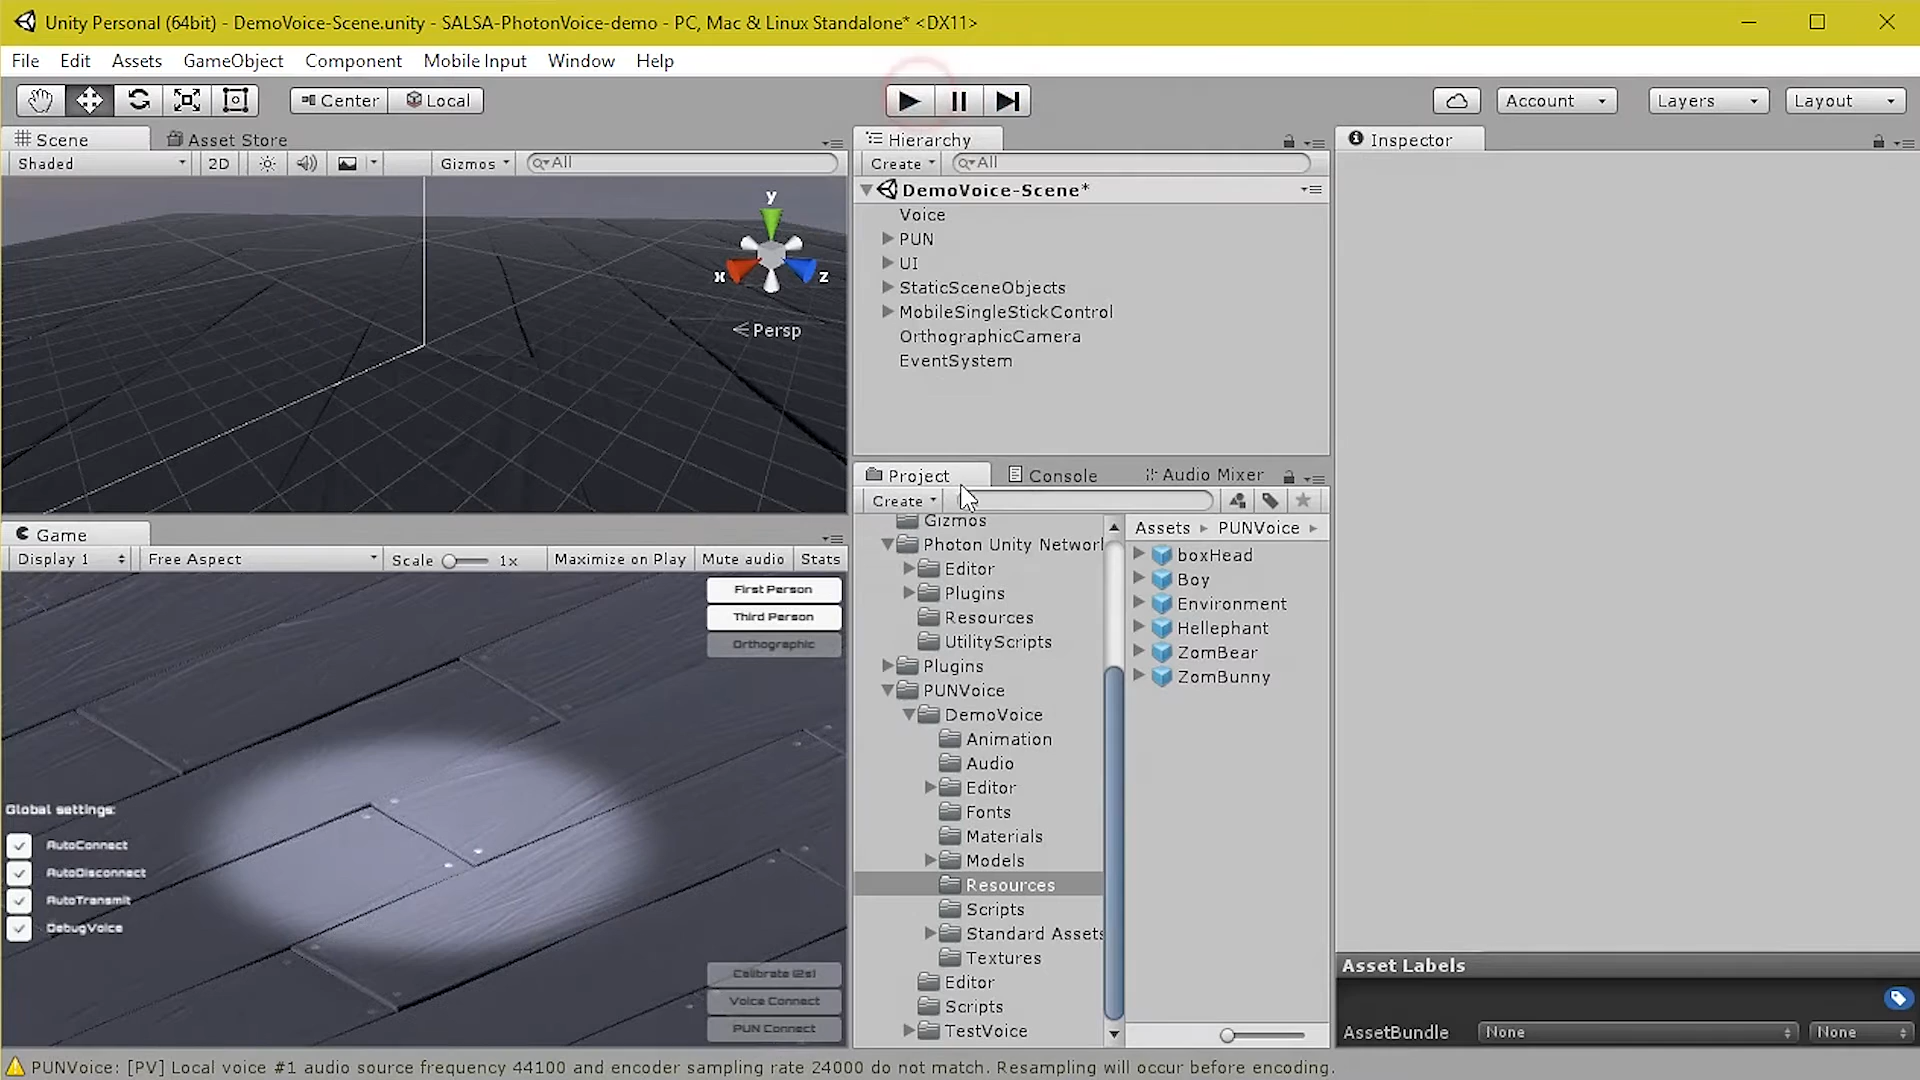 Unity Personal (64bit) - DemoVoice-Scene.unity - SALSA-PhotonVoice-demo - PC, Mac & Linux Standalone* <DX11>
File Edit Assets GameObject Component Mobile Input Window Help
Center Local Account Layers Layout
Scene Asset Store
Shaded 2D Gizmos All
y
x z
Persp
Hierarchy
Create All
DemoVoice-Scene*
Voice
PUN
UI
StaticSceneObjects
MobileSingleStickControl
OrthographicCamera
EventSystem
Inspector
Game
Display 1 Free Aspect Scale 1x Maximize on Play Mute audio Stats
First Person
Third Person
Orthographic
Global settings:
AutoConnect
AutoDisconnect
AutoTransmit
DebugVoice
Calibrate (2s)
Voice Connect
PUN Connect
Project Console Audio Mixer
Create
Gizmos
Photon Unity Networ
Editor
Plugins
Resources
UtilityScripts
Plugins
PUNVoice
DemoVoice
Animation
Audio
Editor
Fonts
Materials
Models
Resources
Scripts
Standard Assets
Textures
Editor
Scripts
TestVoice
Assets PUNVoice
boxHead
Boy
Environment
Hellephant
ZomBear
ZomBunny
Asset Labels
AssetBundle None None
PUNVoice: [PV] Local voice #1 audio source frequency 44100 and encoder sampling rate 24000 do not match. Resampling will occur before encoding.